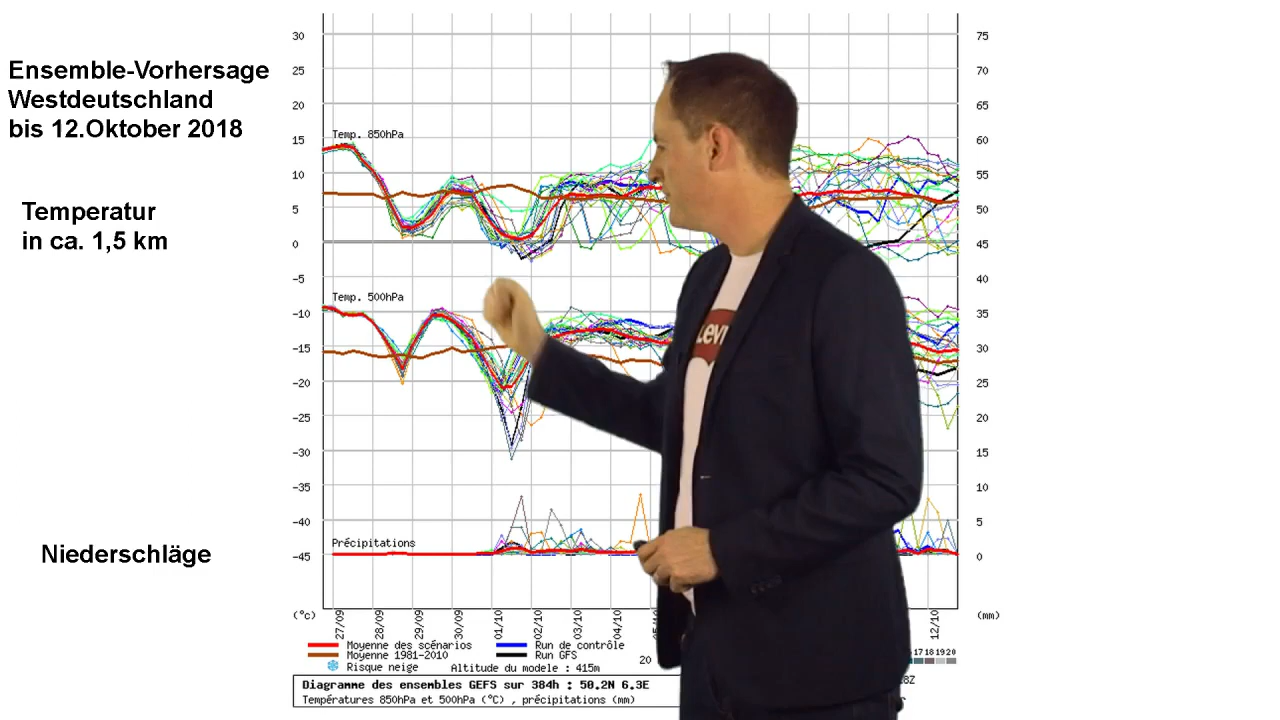 Ensemble-Vorhersage
Westdeutschland
bis 12.Oktober 2018
Temperatur
in ca. 1,5 km
Niederschläge
30 75
25 70
20 65
Temp. 850hPa
15 60
10 55
5 50
0 45
-5 40
Temp. 500hPa
-10 35
-15 30
-20 25
-25 20
-30 15
-35 10
-40 5
Précipitations
-45 0
(°c) (mm)
27/09 28/09 29/09 30/09 01/10 02/10 03/10 04/10 12/10
Moyenne des scénarios Run de contrôle
Moyenne 1981-2010 Run GFS
Risque neige Altitude du modele : 415m 20 17 18 19 20
Diagramme des ensembles GEFS sur 384h : 50.2N 6.3E
Températures 850hPa et 500hPa (°C) , précipitations (mm)